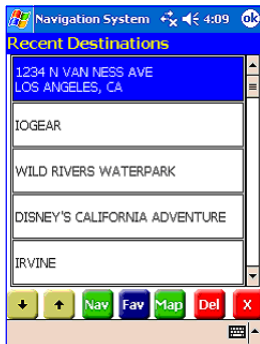 Navigation System 4:09 ok
Recent Destinations
1234 N VAN NESS AVE
LOS ANGELES, CA
IOGEAR
WILD RIVERS WATERPARK
DISNEY'S CALIFORNIA ADVENTURE
IRVINE
Nav Fav Map Del X